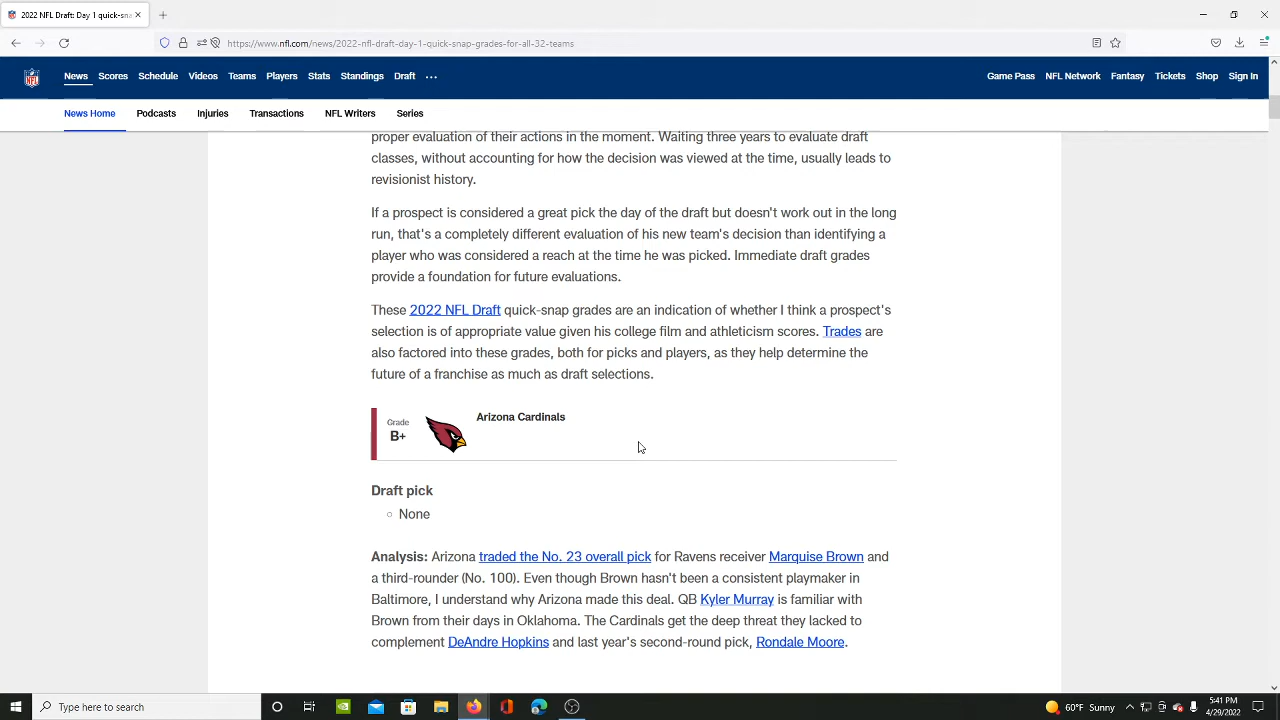 2022 NFL Draft: Day 1 quick-sna
https://www.nfl.com/news/2022-nfl-draft-day-1-quick-snap-grades-for-all-32-teams
News Scores Schedule Videos Teams Players Stats Standings Draft ••• Game Pass NFL Network Fantasy Tickets Shop Sign In
News Home Podcasts Injuries Transactions NFL Writers Series
proper evaluation of their actions in the moment. Waiting three years to evaluate draft
classes, without accounting for how the decision was viewed at the time, usually leads to
revisionist history.
If a prospect is considered a great pick the day of the draft but doesn't work out in the long
run, that's a completely different evaluation of his new team's decision than identifying a
player who was considered a reach at the time he was picked. Immediate draft grades
provide a foundation for future evaluations.
These 2022 NFL Draft quick-snap grades are an indication of whether I think a prospect's
selection is of appropriate value given his college film and athleticism scores. Trades are
also factored into these grades, both for picks and players, as they help determine the
future of a franchise as much as draft selections.
Grade
B+
Arizona Cardinals
Draft pick
None
Analysis: Arizona traded the No. 23 overall pick for Ravens receiver Marquise Brown and
a third-rounder (No. 100). Even though Brown hasn't been a consistent playmaker in
Baltimore, I understand why Arizona made this deal. QB Kyler Murray is familiar with
Brown from their days in Oklahoma. The Cardinals get the deep threat they lacked to
complement DeAndre Hopkins and last year's second-round pick, Rondale Moore.
Type here to search
60°F Sunny
5:41 PM
4/29/2022